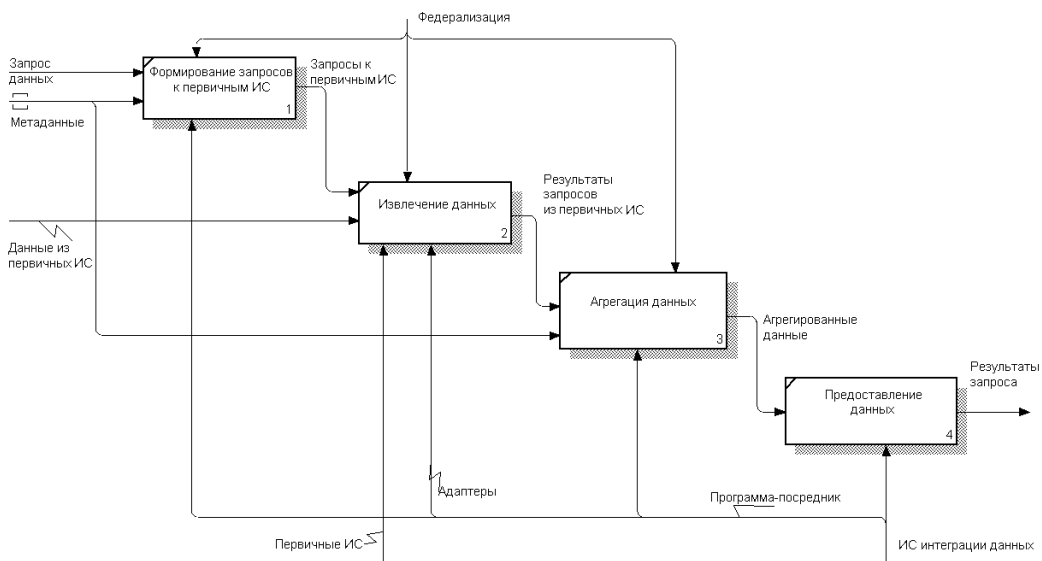 Федерализация
Запрос
данных
Метаданные
Формирование запросов
к первичным ИС
1
Запросы к
первичным ИС
Данные из
первичных ИС
Извлечение данных
2
Результаты
запросов
из первичных ИС
Агрегация данных
3
Агрегированные
данные
Предоставление
данных
4
Результаты
запроса
Адаптеры
Программа-посредник
Первичные ИС
ИС интеграции данных